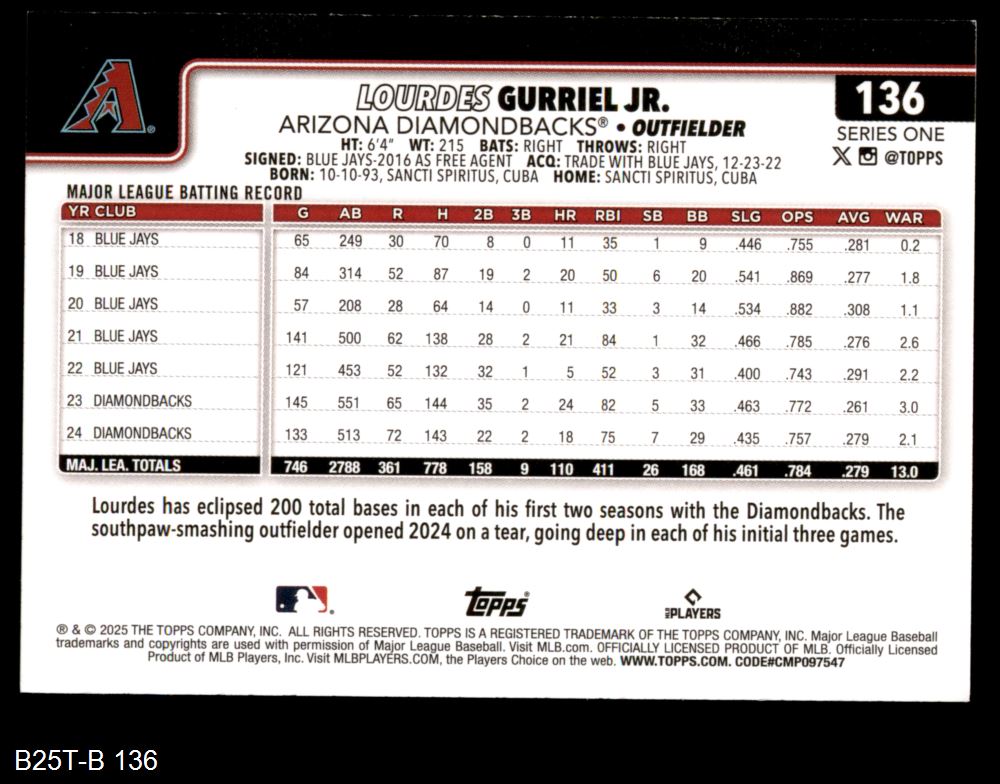 LOURDES GURRIEL JR.
136
ARIZONA DIAMONDBACKS® • OUTFIELDER
SERIES ONE
HT: 6'4" WT: 215 BATS: RIGHT THROWS: RIGHT
@TOPPS
SIGNED: BLUE JAYS-2016 AS FREE AGENT ACQ: TRADE WITH BLUE JAYS, 12-23-22
BORN: 10-10-93, SANCTI SPIRITUS, CUBA HOME: SANCTI SPIRITUS, CUBA
MAJOR LEAGUE BATTING RECORD
YR CLUB G AB R H 2B 3B HR RBI SB BB SLG OPS AVG WAR
18 BLUE JAYS 65 249 30 70 8 0 11 35 1 9 .446 .755 .281 0.2
19 BLUE JAYS 84 314 52 87 19 2 20 50 6 20 .541 .869 .277 1.8
20 BLUE JAYS 57 208 28 64 14 0 11 33 3 14 .534 .882 .308 1.1
21 BLUE JAYS 141 500 62 138 28 2 21 84 1 32 .466 .785 .276 2.6
22 BLUE JAYS 121 453 52 132 32 1 5 52 3 31 .400 .743 .291 2.2
23 DIAMONDBACKS 145 551 65 144 35 2 24 82 5 33 .463 .772 .261 3.0
24 DIAMONDBACKS 133 513 72 143 22 2 18 75 7 29 .435 .757 .279 2.1
MAJ. LEA. TOTALS 746 2788 361 778 158 9 110 411 26 168 .461 .784 .279 13.0
Lourdes has eclipsed 200 total bases in each of his first two seasons with the Diamondbacks. The
southpaw-smashing outfielder opened 2024 on a tear, going deep in each of his initial three games.
Topps®
MLB PLAYERS
® & © 2025 THE TOPPS COMPANY, INC. ALL RIGHTS RESERVED. TOPPS IS A REGISTERED TRADEMARK OF THE TOPPS COMPANY, INC. Major League Baseball
trademarks and copyrights are used with permission of Major League Baseball. Visit MLB.com. OFFICIALLY LICENSED PRODUCT OF MLB. Officially Licensed
Product of MLB Players, Inc. Visit MLBPLAYERS.COM, the Players Choice on the web. WWW.TOPPS.COM. CODE#CMP097547
B25T-B 136